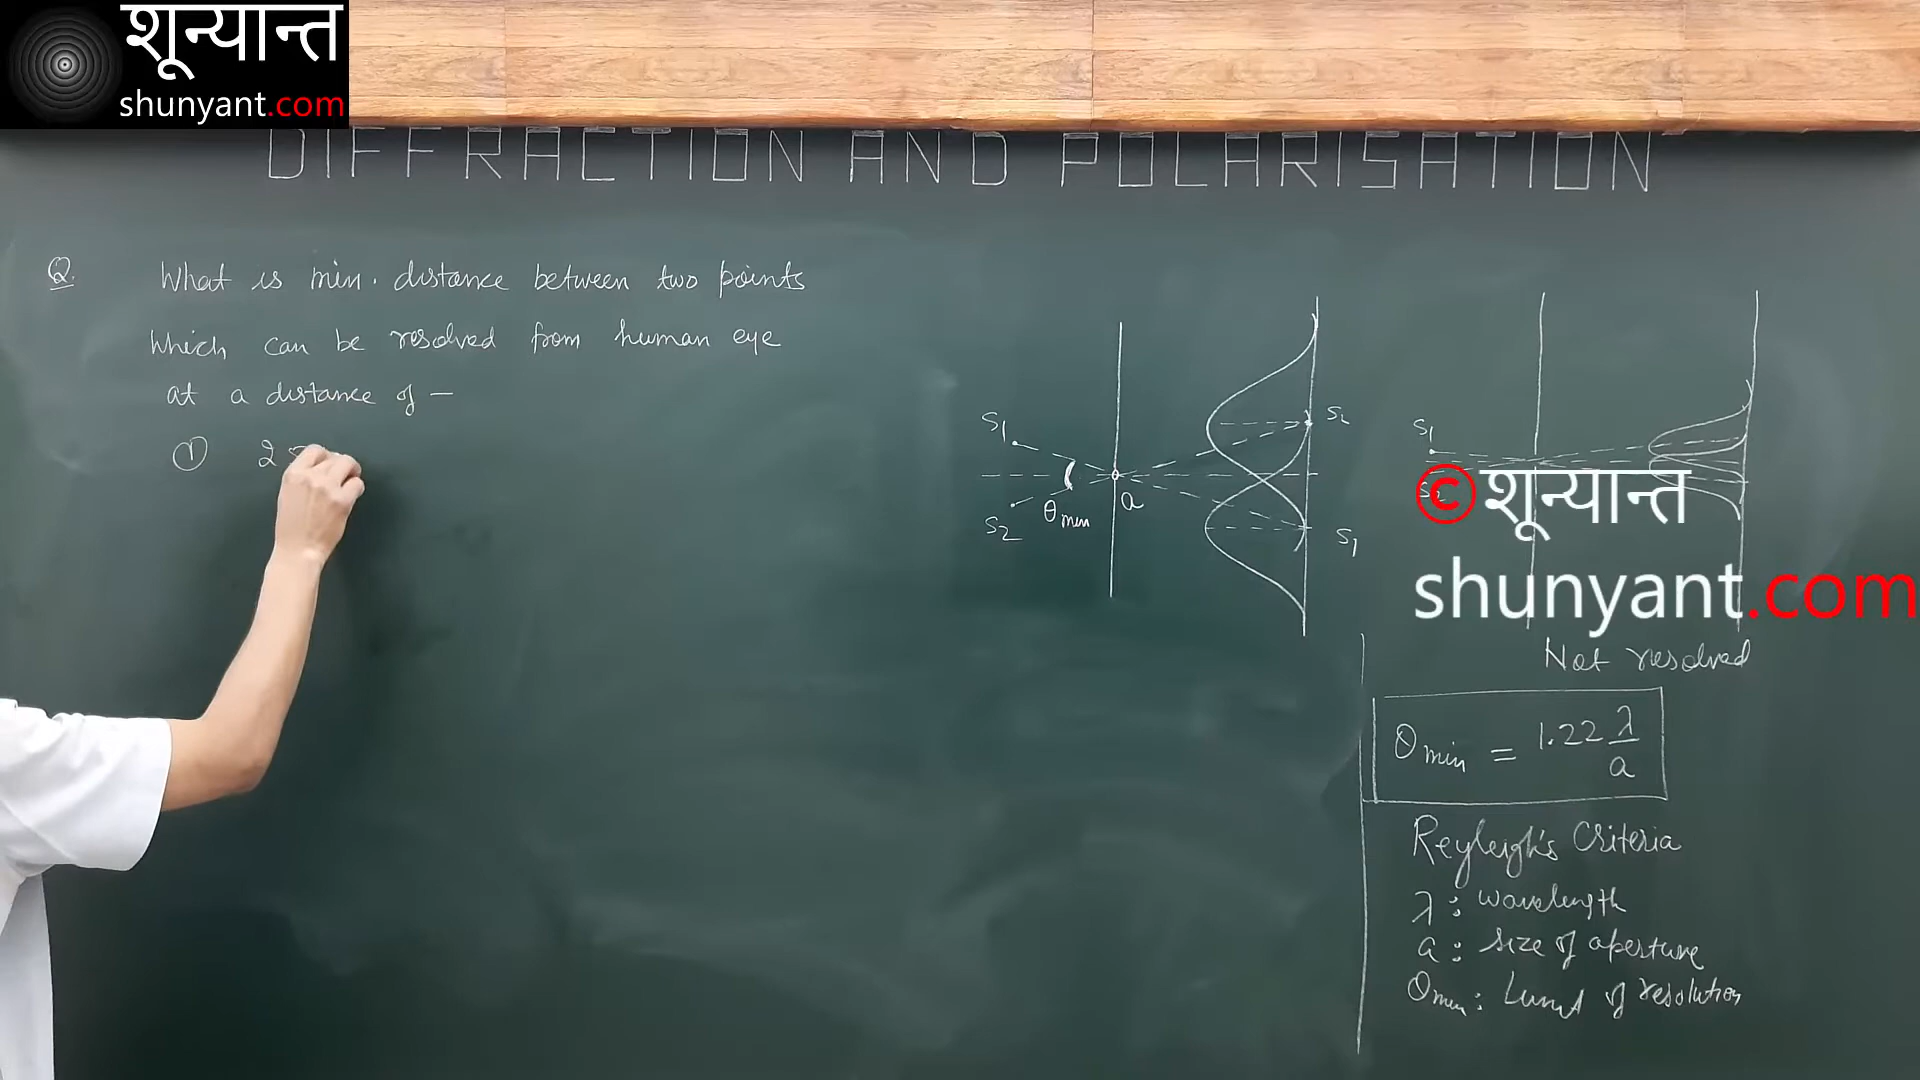 शून्यान्त
shunyant.com
DIFFRACTION AND POLARISATION
Q. What is min. distance between two points
which can be resolved from human eye
at a distance of —
① 2
S1
S2
θmin
a
S2
S1
S1
S2
©शून्यान्त
shunyant.com
Not resolved
θmin = 1.22 λ/a
Reyleigh's Criteria
λ : wavelength
a : size of aperture
θmin : Limit of resolution